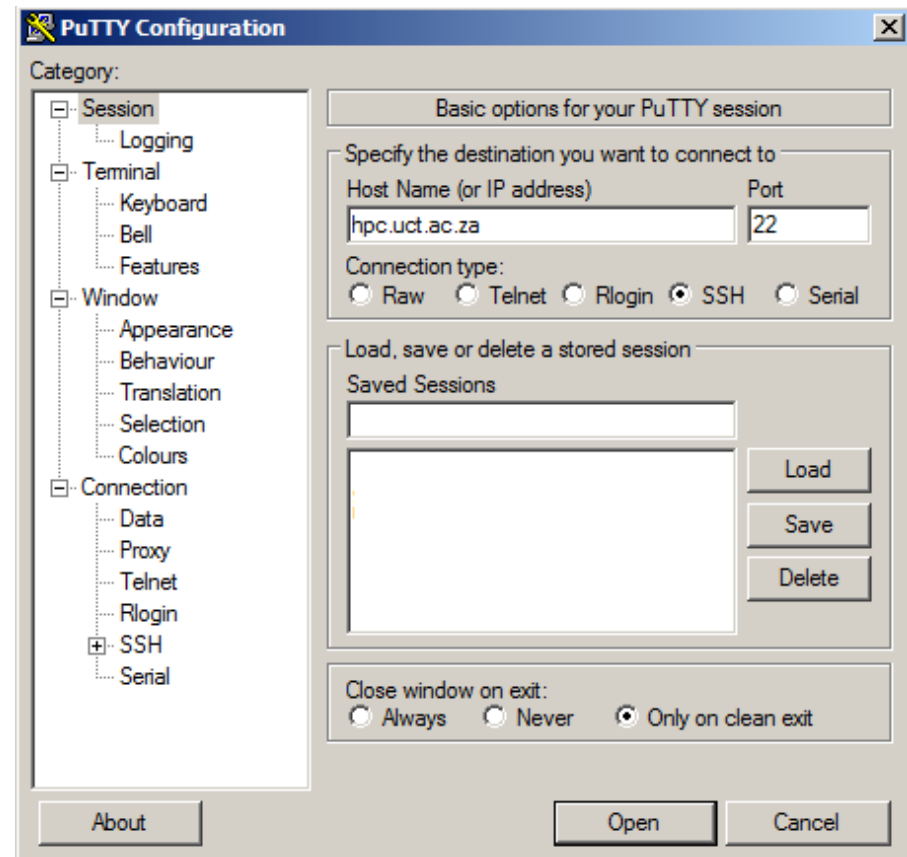 PuTTY Configuration
Category:
Session
Logging
Terminal
Keyboard
Bell
Features
Window
Appearance
Behaviour
Translation
Selection
Colours
Connection
Data
Proxy
Telnet
Rlogin
SSH
Serial
Basic options for your PuTTY session
Specify the destination you want to connect to
Host Name (or IP address) Port
hpc.uct.ac.za 22
Connection type:
Raw Telnet Rlogin SSH Serial
Load, save or delete a stored session
Saved Sessions
Load
Save
Delete
Close window on exit:
Always Never Only on clean exit
About Open Cancel